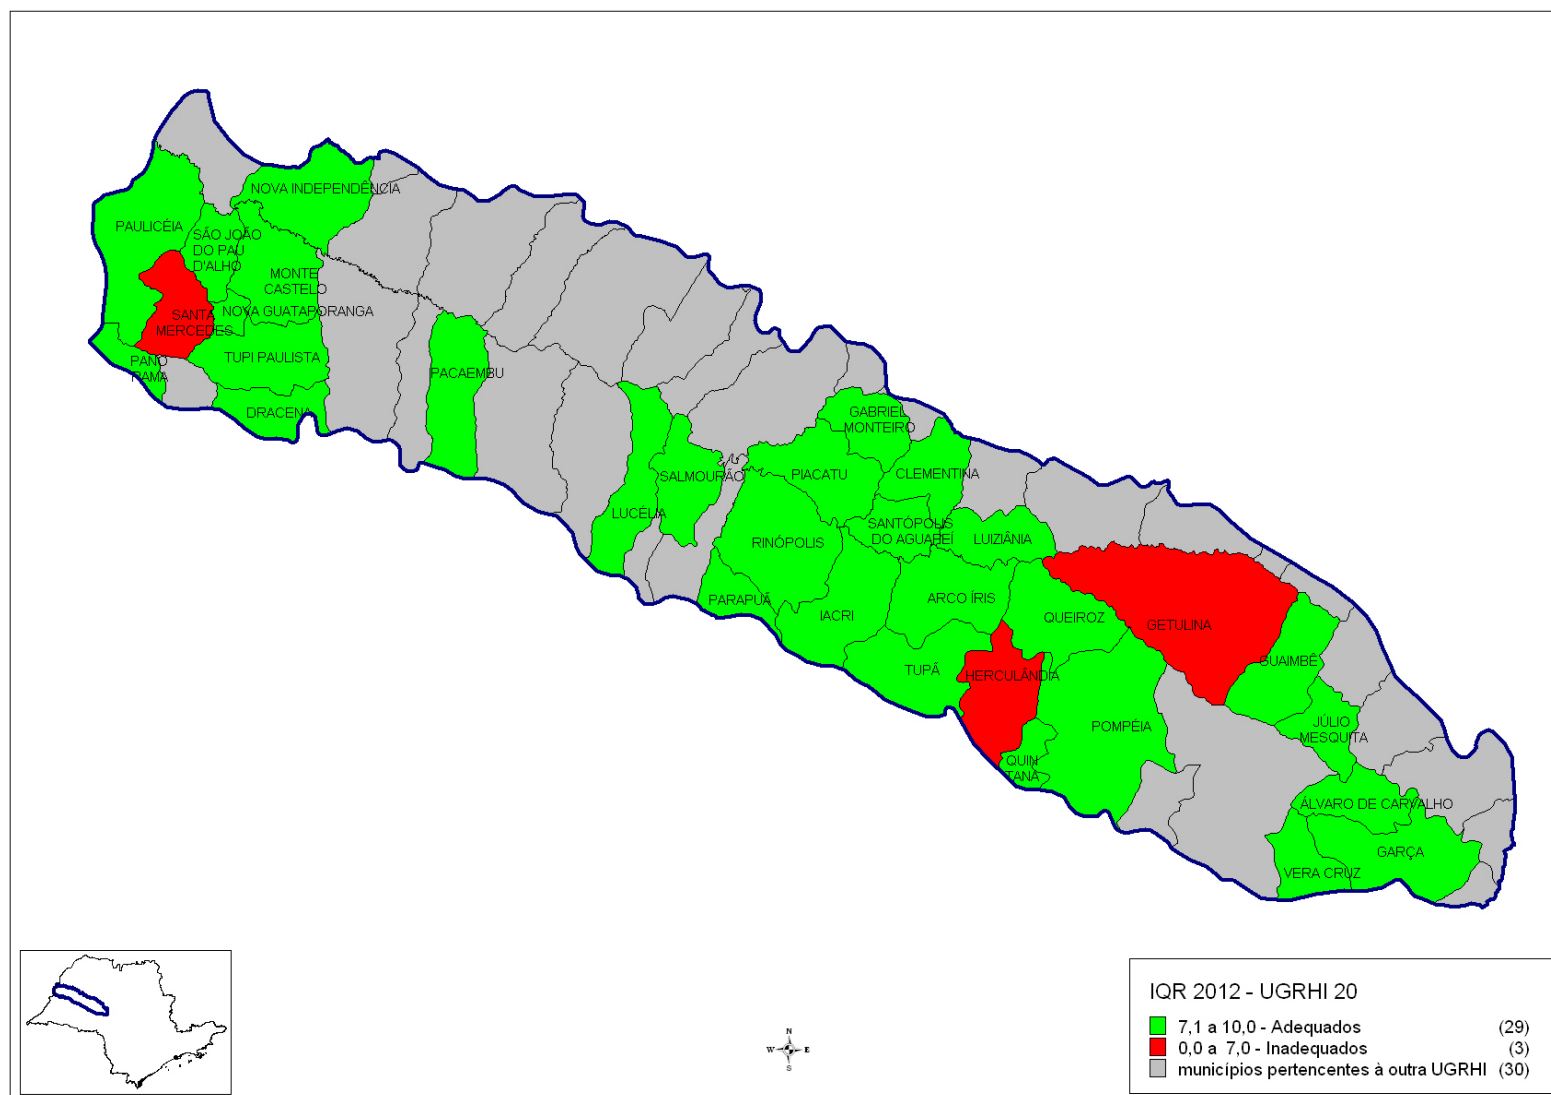 NOVA INDEPENDÊNCIA
PAULICÉIA
SÃO JOÃO
DO PAU
D'ALHO
MONTE
CASTELO
SANTA
MERCEDES
NOVA GUATAPORANGA
PANO
RAMA
TUPI PAULISTA
PACAEMBU
DRACENA
GABRIEL
MONTEIRO
SALMOURÃO
PIACATU
CLEMENTINA
LUCÉLIA
SANTÓPOLIS
DO AGUAPEÍ
RINÓPOLIS
LUIZIÂNIA
PARAPUÃ
ARCO ÍRIS
IACRI
QUEIROZ
GETULINA
TUPÃ
HERCULÂNDIA
GUAIMBÊ
POMPÉIA
JÚLIO
MESQUITA
QUIN
TANA
ÁLVARO DE CARVALHO
GARÇA
VERA CRUZ
N
W
E
S
IQR 2012 - UGRHI 20
7,1 a 10,0 - Adequados (29)
0,0 a 7,0 - Inadequados (3)
municípios pertencentes à outra UGRHI (30)